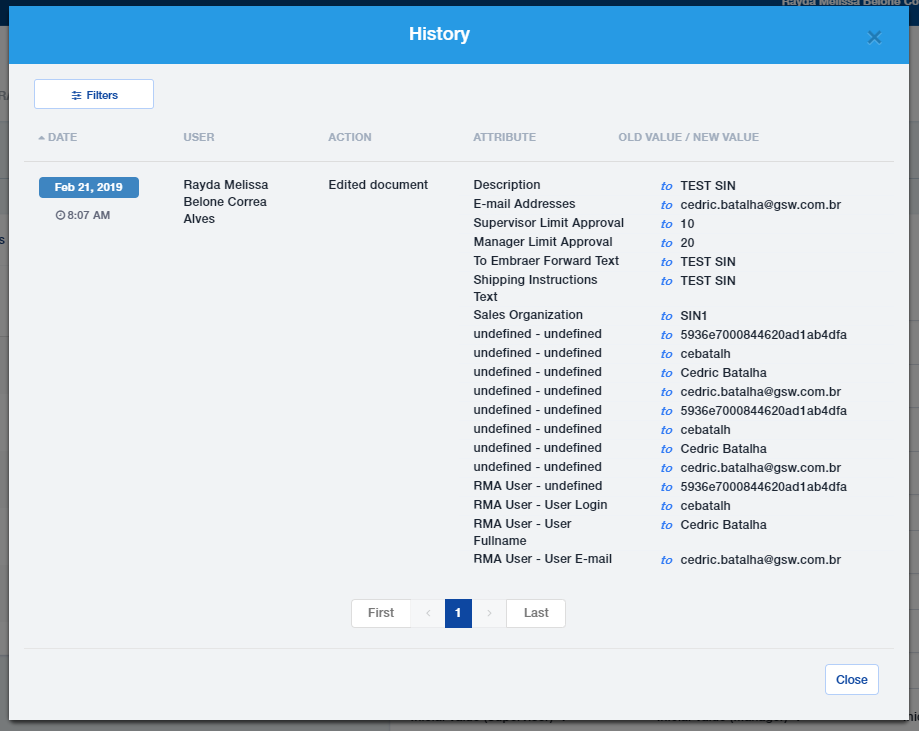 Rayda Melissa Belone Co
History
Filters
DATE USER ACTION ATTRIBUTE OLD VALUE / NEW VALUE
Feb 21, 2019 Rayda Melissa Edited document Description to TEST SIN
8:07 AM Belone Correa E-mail Addresses to cedric.batalha@gsw.com.br
Alves Supervisor Limit Approval to 10
Manager Limit Approval to 20
To Embraer Forward Text to TEST SIN
Shipping Instructions to TEST SIN
Text
Sales Organization to SIN1
undefined - undefined to 5936e7000844620ad1ab4dfa
undefined - undefined to cebatalh
undefined - undefined to Cedric Batalha
undefined - undefined to cedric.batalha@gsw.com.br
undefined - undefined to 5936e7000844620ad1ab4dfa
undefined - undefined to cebatalh
undefined - undefined to Cedric Batalha
undefined - undefined to cedric.batalha@gsw.com.br
RMA User - undefined to 5936e7000844620ad1ab4dfa
RMA User - User Login to cebatalh
RMA User - User to Cedric Batalha
Fullname
RMA User - User E-mail to cedric.batalha@gsw.com.br
First ‹ 1 › Last
Close